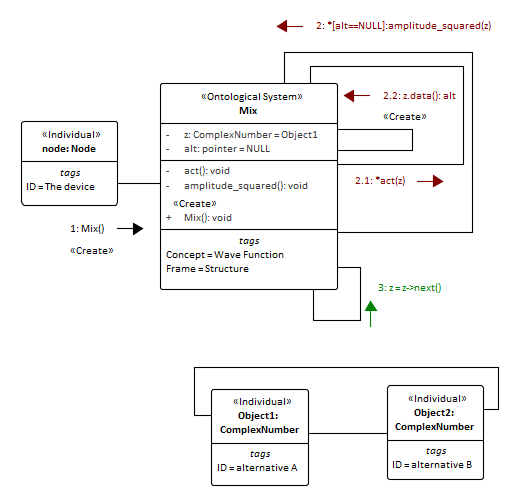 2: *[alt==NULL]:amplitude_squared(z)
«Ontological System»
Mix
2.2: z.data(): alt
«Create»
- z: ComplexNumber = Object1
- alt: pointer = NULL
«Individual»
node: Node
tags
ID = The device
- act(): void
- amplitude_squared(): void
«Create»
+ Mix(): void
2.1: *act(z)
1: Mix()
«Create»
tags
Concept = Wave Function
Frame = Structure
3: z = z->next()
«Individual»
Object1:
ComplexNumber
tags
ID = alternative A
«Individual»
Object2:
ComplexNumber
tags
ID = alternative B